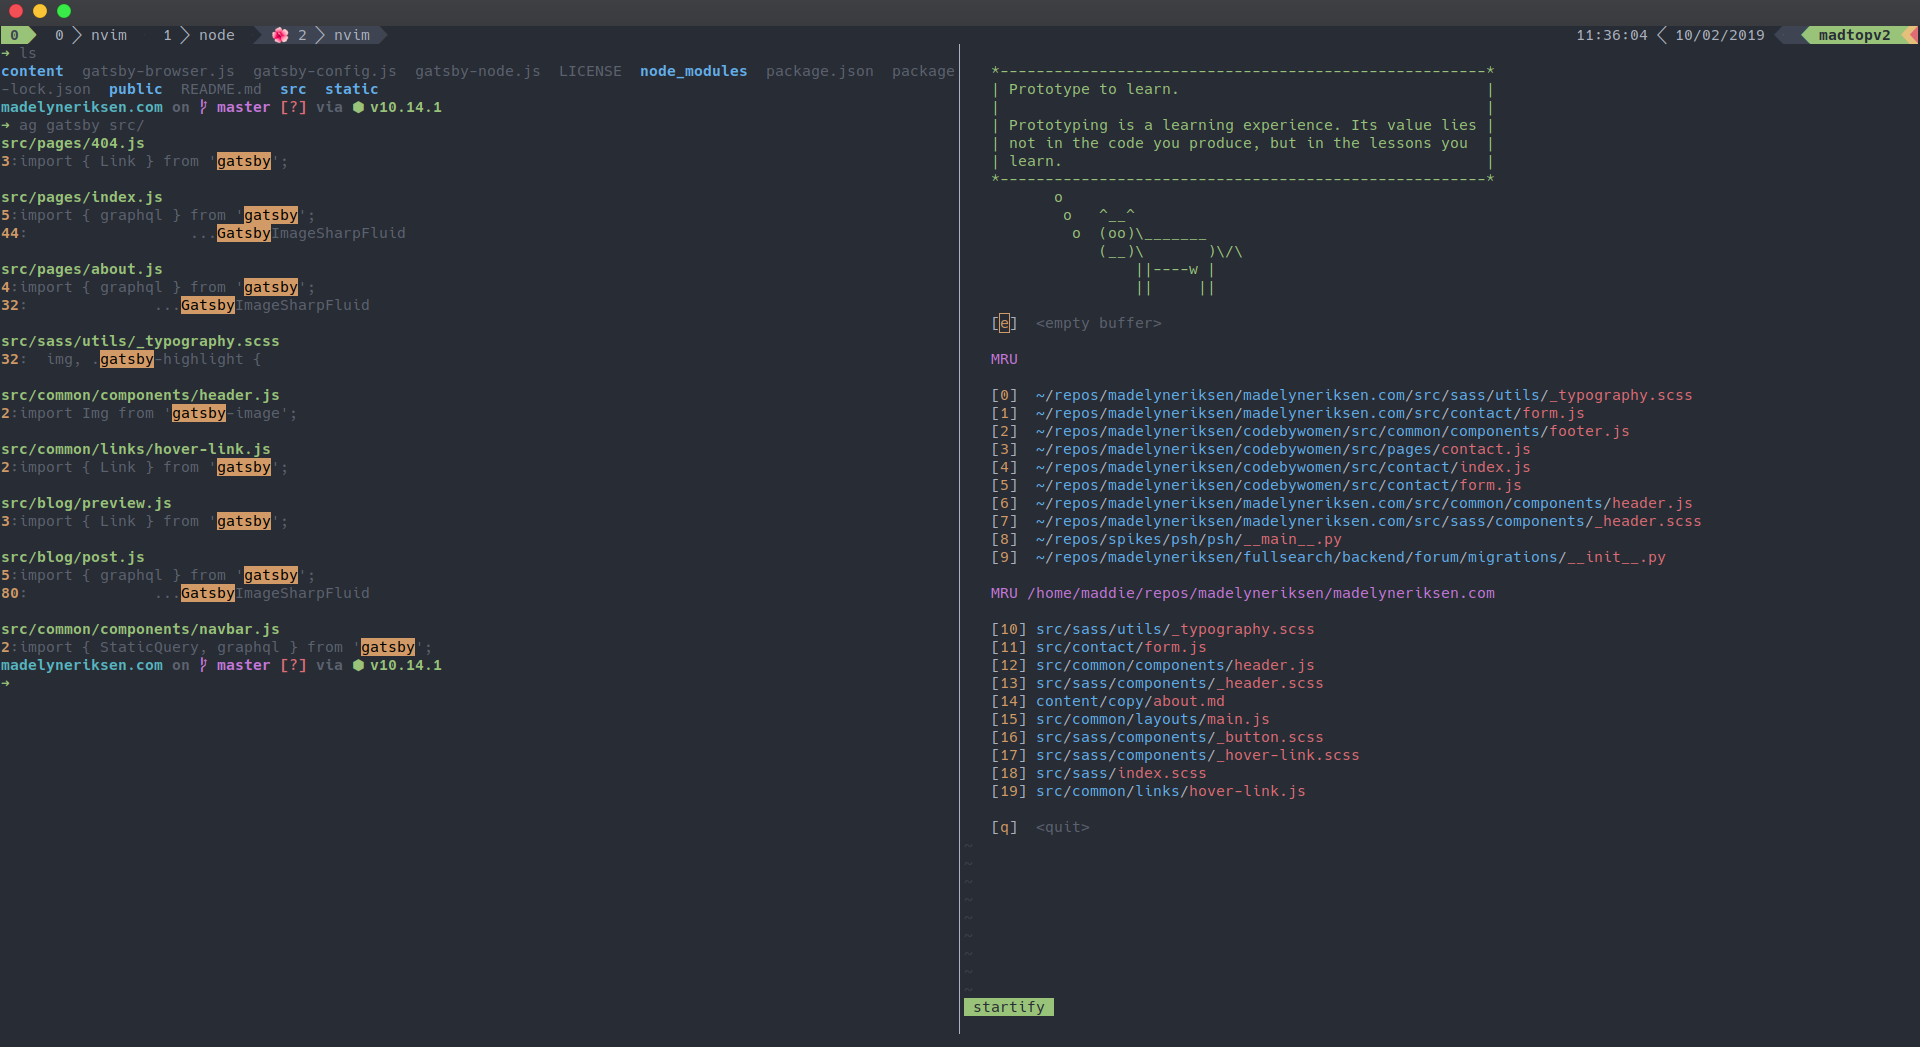 0  0  nvim  1  node  2  nvim  11:36:04  10/02/2019  madtopv2
→ ls
content  gatsby-browser.js  gatsby-config.js  gatsby-node.js  LICENSE  node_modules  package.json  package
-lock.json  public  README.md  src  static
madelyneriksen.com on master [?] via ⬢ v10.14.1
→ ag gatsby src/
src/pages/404.js
3:import { Link } from 'gatsby';
src/pages/index.js
5:import { graphql } from 'gatsby';
44:                  ...GatsbyImageSharpFluid
src/pages/about.js
4:import { graphql } from 'gatsby';
32:              ...GatsbyImageSharpFluid
src/sass/utils/_typography.scss
32:  img, .gatsby-highlight {
src/common/components/header.js
2:import Img from 'gatsby-image';
src/common/links/hover-link.js
2:import { Link } from 'gatsby';
src/blog/preview.js
3:import { Link } from 'gatsby';
src/blog/post.js
5:import { graphql } from 'gatsby';
80:              ...GatsbyImageSharpFluid
src/common/components/navbar.js
2:import { StaticQuery, graphql } from 'gatsby';
madelyneriksen.com on master [?] via ⬢ v10.14.1
→
*------------------------------------------------------*
| Prototype to learn.                                  |
|                                                      |
| Prototyping is a learning experience. Its value lies |
| not in the code you produce, but in the lessons you  |
| learn.                                               |
*------------------------------------------------------*
       o
        o   ^__^
         o  (oo)\_______
            (__)\       )\/\
                ||----w |
                ||     ||
[e]  <empty buffer>
MRU
[0]  ~/repos/madelyneriksen/madelyneriksen.com/src/sass/utils/_typography.scss
[1]  ~/repos/madelyneriksen/madelyneriksen.com/src/contact/form.js
[2]  ~/repos/madelyneriksen/codebywomen/src/common/components/footer.js
[3]  ~/repos/madelyneriksen/codebywomen/src/pages/contact.js
[4]  ~/repos/madelyneriksen/codebywomen/src/contact/index.js
[5]  ~/repos/madelyneriksen/codebywomen/src/contact/form.js
[6]  ~/repos/madelyneriksen/madelyneriksen.com/src/common/components/header.js
[7]  ~/repos/madelyneriksen/madelyneriksen.com/src/sass/components/_header.scss
[8]  ~/repos/spikes/psh/psh/__main__.py
[9]  ~/repos/madelyneriksen/fullsearch/backend/forum/migrations/__init__.py
MRU /home/maddie/repos/madelyneriksen/madelyneriksen.com
[10] src/sass/utils/_typography.scss
[11] src/contact/form.js
[12] src/common/components/header.js
[13] src/sass/components/_header.scss
[14] content/copy/about.md
[15] src/common/layouts/main.js
[16] src/sass/components/_button.scss
[17] src/sass/components/_hover-link.scss
[18] src/sass/index.scss
[19] src/common/links/hover-link.js
[q]  <quit>
~
~
~
~
~
~
~
~
~
startify